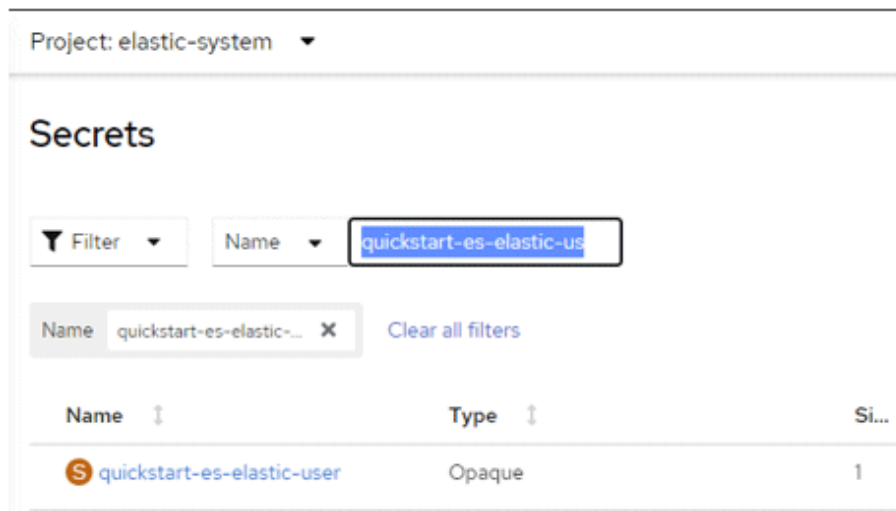 Project: elastic-system
Secrets
Filter Name quickstart-es-elastic-us
Name quickstart-es-elastic-... Clear all filters
Name Type Si...
S quickstart-es-elastic-user Opaque 1